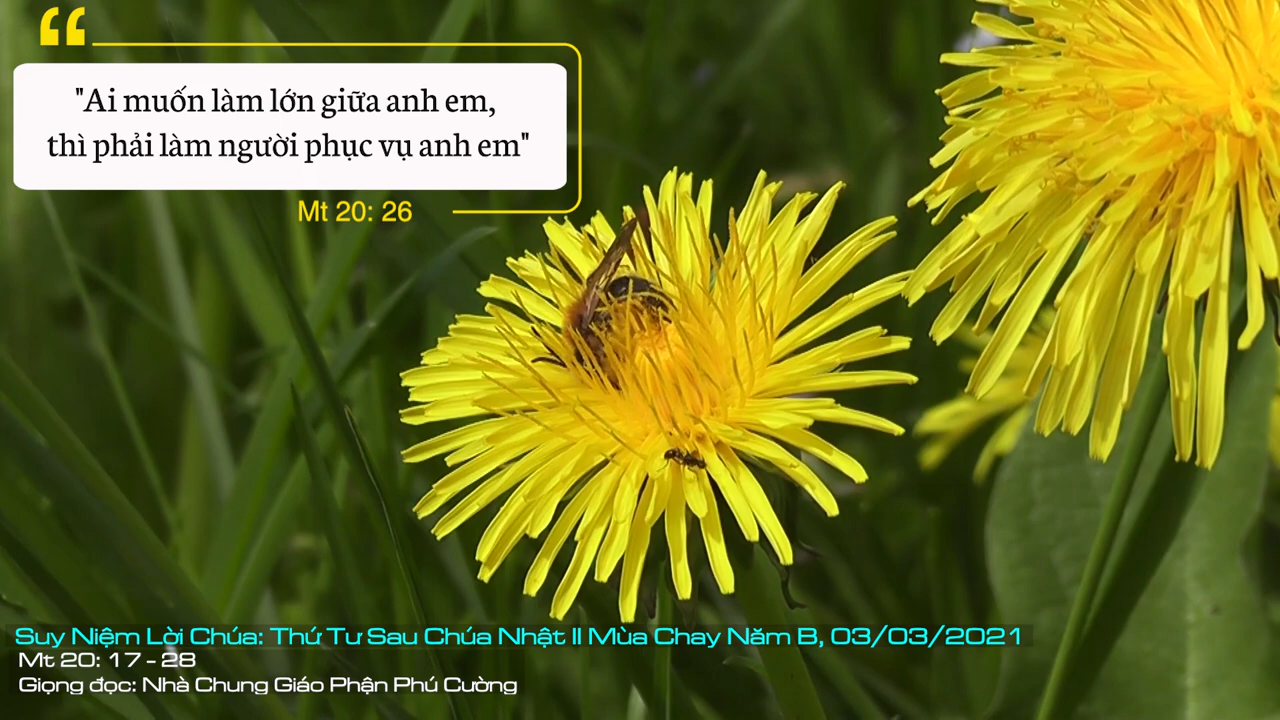 "Ai muốn làm lớn giữa anh em,
thì phải làm người phục vụ anh em"
Mt 20: 26
Suy Niệm Lời Chúa: Thứ Tư Sau Chúa Nhật II Mùa Chay Năm B, 03/03/2021
Mt 20: 17 - 28
Giọng đọc: Nhà Chung Giáo Phận Phú Cường